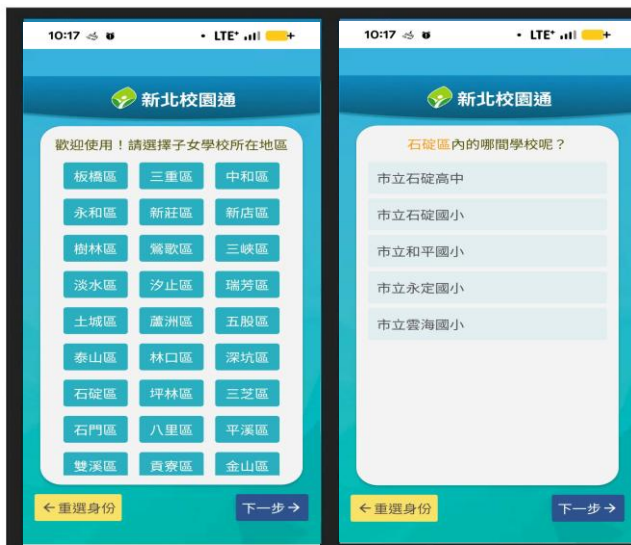 10:17
LTE+
新北校園通
歡迎使用!請選擇子女學校所在地區
板橋區 三重區 中和區
永和區 新莊區 新店區
樹林區 鶯歌區 三峽區
淡水區 汐止區 瑞芳區
土城區 蘆洲區 五股區
泰山區 林口區 深坑區
石碇區 坪林區 三芝區
石門區 八里區 平溪區
雙溪區 貢寮區 金山區
←重選身份 下一步→
10:17
LTE+
新北校園通
石碇區內的哪間學校呢?
市立石碇高中
市立石碇國小
市立和平國小
市立永定國小
市立雲海國小
←重選身份 下一步→